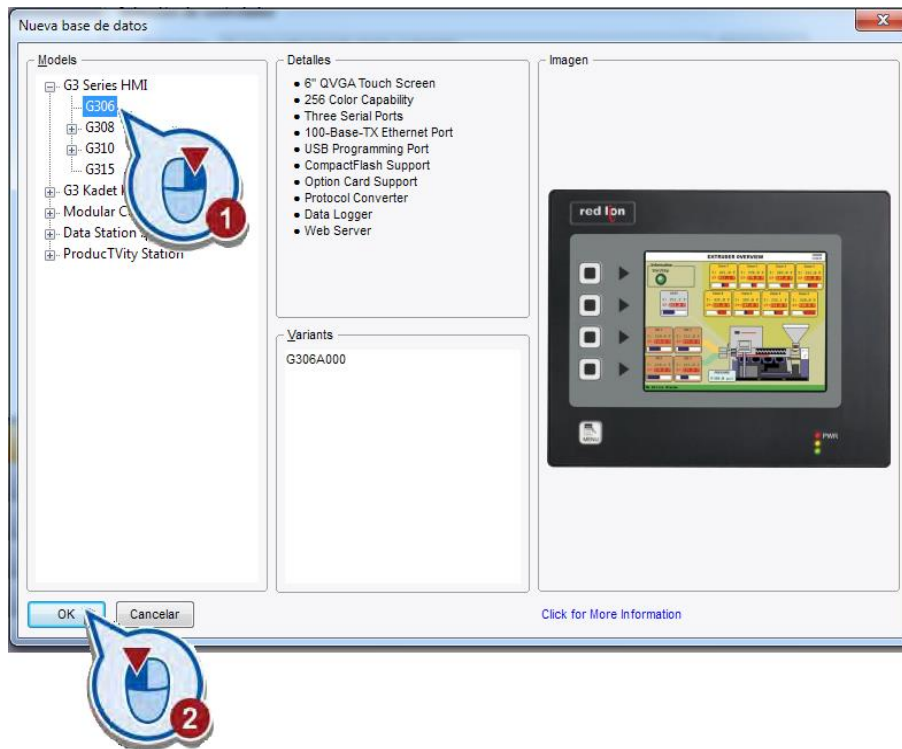 Nueva base de datos
Models
G3 Series HMI
G306
G308
G310
G315
G3 Kadet
Modular
Data Station
ProducTVity Station
1
Detalles
• 6" QVGA Touch Screen
• 256 Color Capability
• Three Serial Ports
• 100-Base-TX Ethernet Port
• USB Programming Port
• CompactFlash Support
• Option Card Support
• Protocol Converter
• Data Logger
• Web Server
Variants
G306A000
Imagen
red lion
EXTRUDER OVERVIEW
MENU
PWR
OK
Cancelar
Click for More Information
2